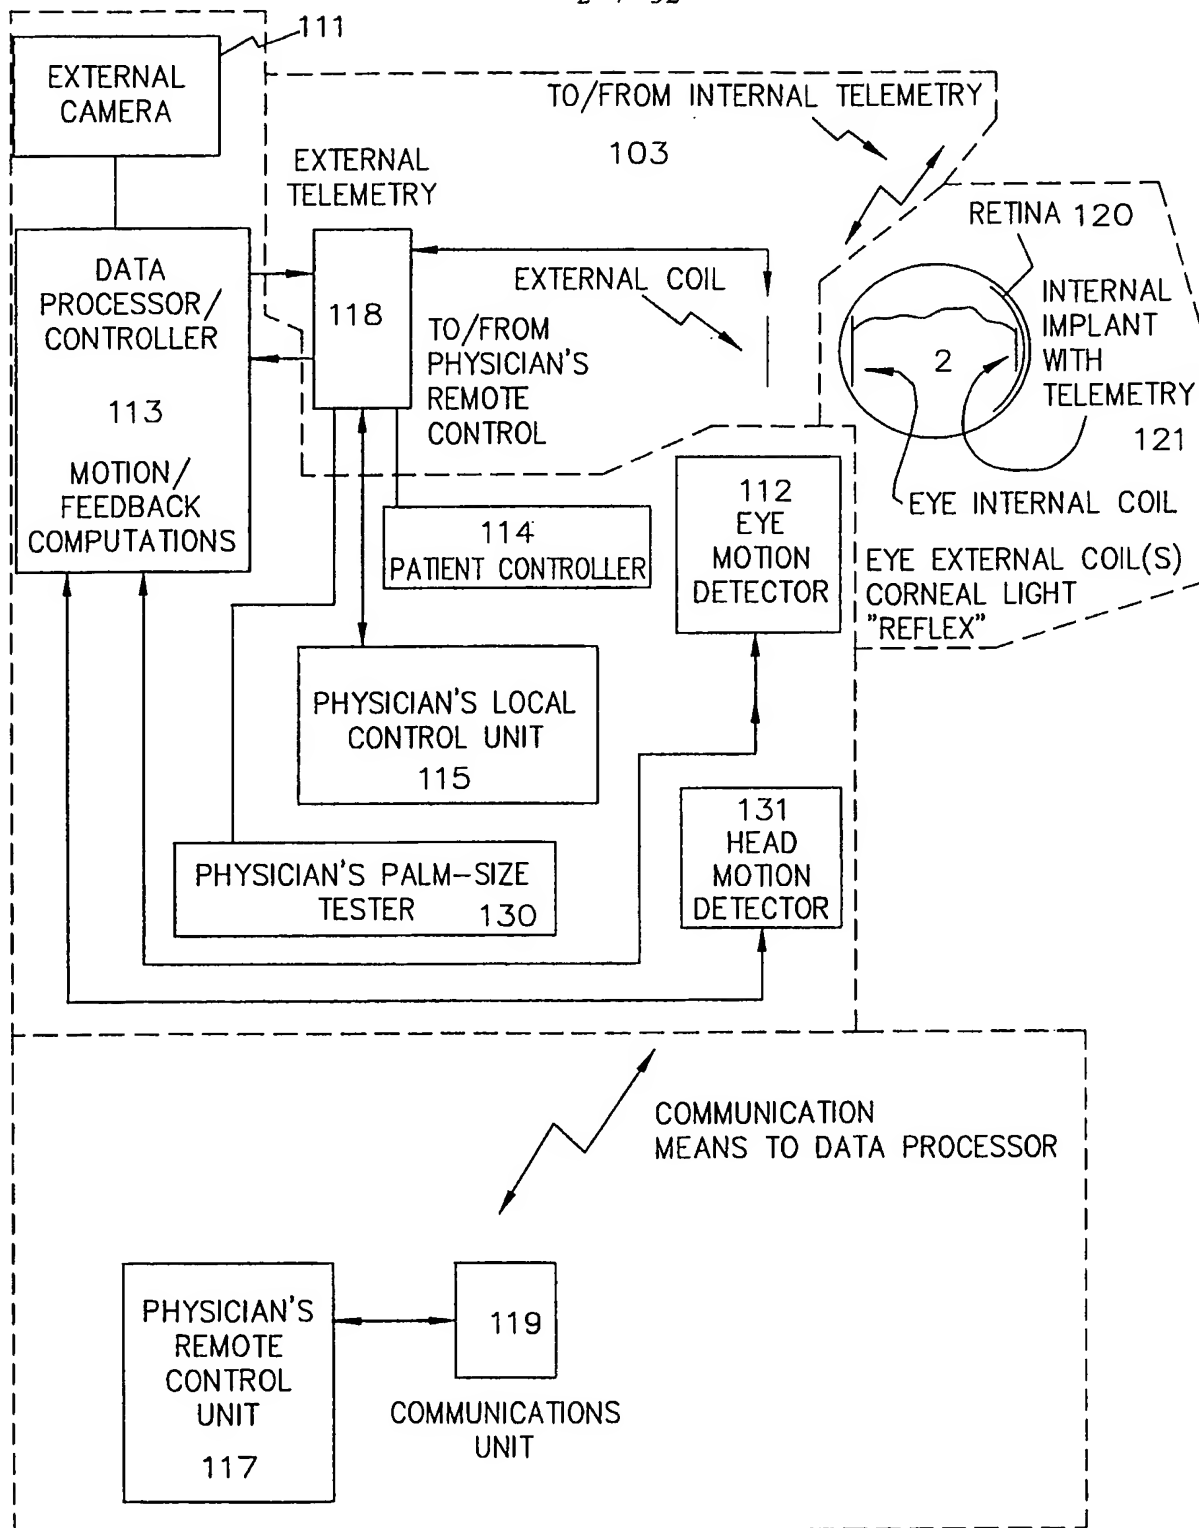 111
EXTERNAL
CAMERA
TO/FROM INTERNAL TELEMETRY
103
EXTERNAL
TELEMETRY
RETINA 120
DATA
PROCESSOR/
CONTROLLER
113
MOTION/
FEEDBACK
COMPUTATIONS
118
EXTERNAL COIL
TO/FROM
PHYSICIAN'S
REMOTE
CONTROL
2
INTERNAL
IMPLANT
WITH
TELEMETRY
121
EYE INTERNAL COIL
EYE EXTERNAL COIL(S)
CORNEAL LIGHT
"REFLEX"
112
EYE
MOTION
DETECTOR
114
PATIENT CONTROLLER
PHYSICIAN'S LOCAL
CONTROL UNIT
115
131
HEAD
MOTION
DETECTOR
PHYSICIAN'S PALM-SIZE
TESTER
130
COMMUNICATION
MEANS TO DATA PROCESSOR
PHYSICIAN'S
REMOTE
CONTROL
UNIT
117
119
COMMUNICATIONS
UNIT